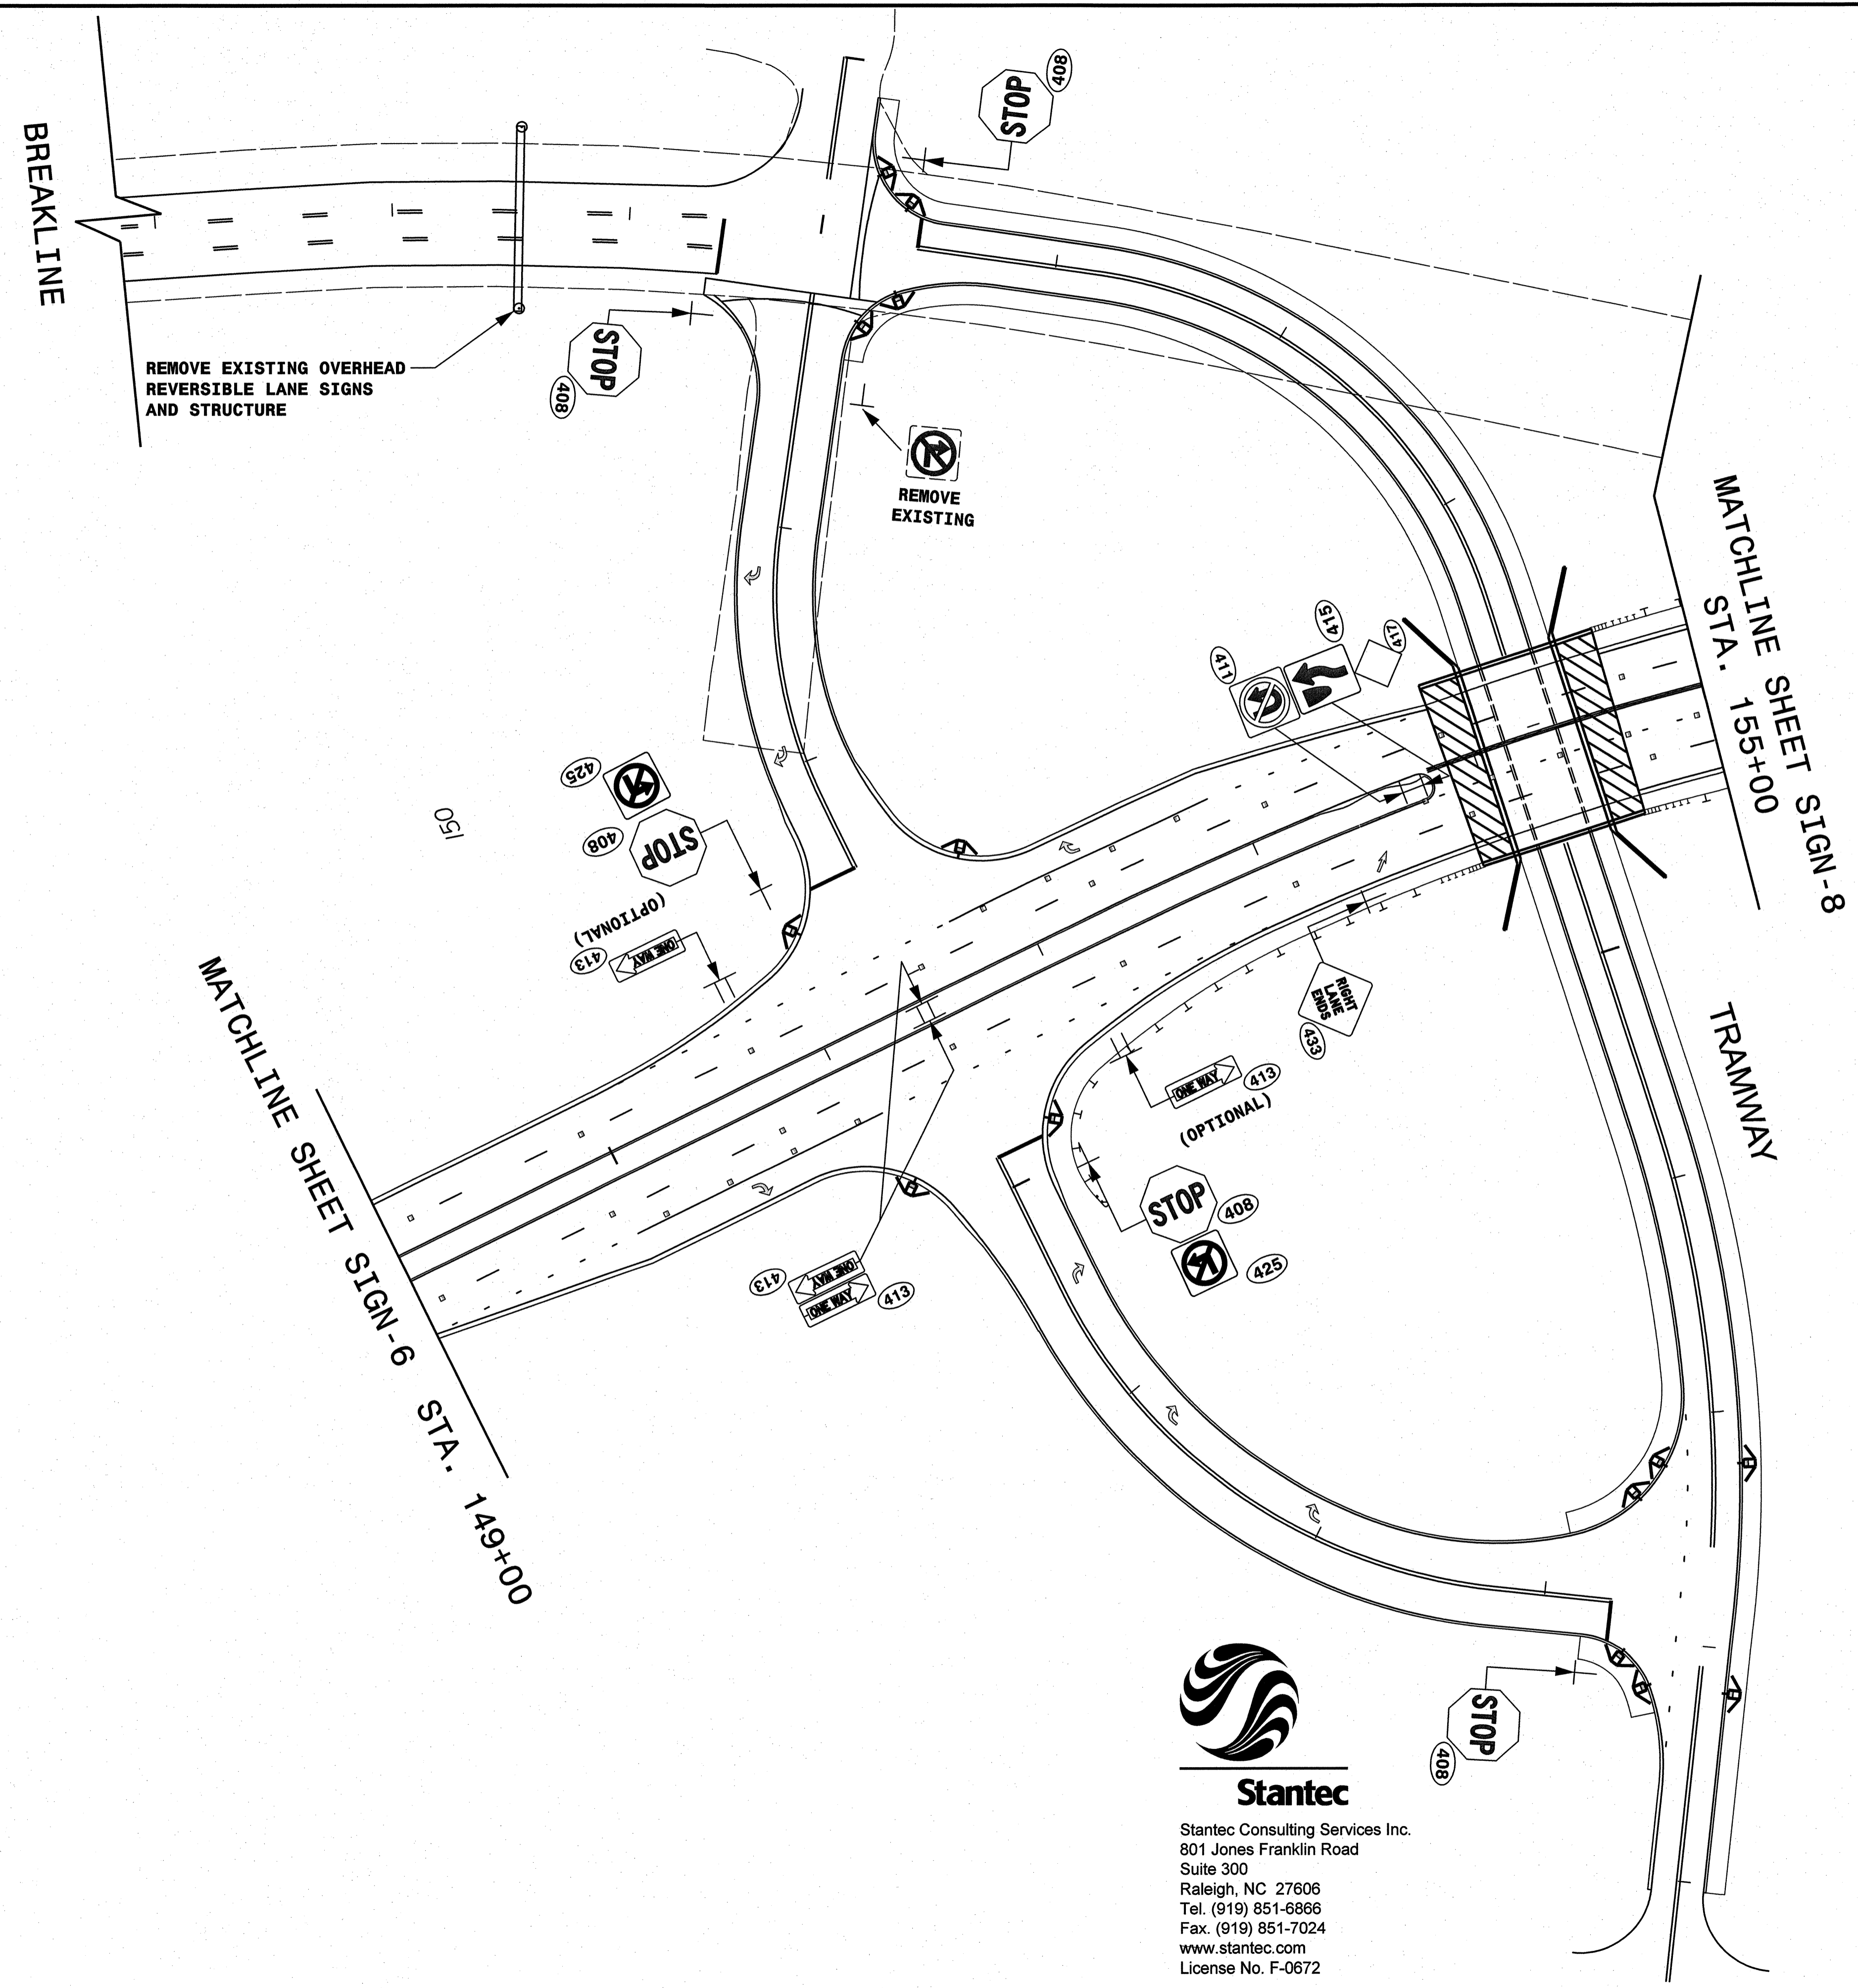 STOP
408
BREAKLINE
REMOVE EXISTING OVERHEAD
REVERSIBLE LANE SIGNS
AND STRUCTURE
STOP
408
REMOVE
EXISTING
MATCHLINE SHEET SIGN-8
STA. 155+00
411
415
417
425
408
STOP
150
(OPTIONAL)
413
ONE WAY
RIGHT
LANE
ENDS
433
TRAMWAY
ONE WAY
413
(OPTIONAL)
STOP
408
425
MATCHLINE SHEET SIGN-6 STA. 149+00
413
ONE WAY
ONE WAY
413
STOP
408
Stantec
Stantec Consulting Services Inc.
801 Jones Franklin Road
Suite 300
Raleigh, NC 27606
Tel. (919) 851-6866
Fax. (919) 851-7024
www.stantec.com
License No. F-0672